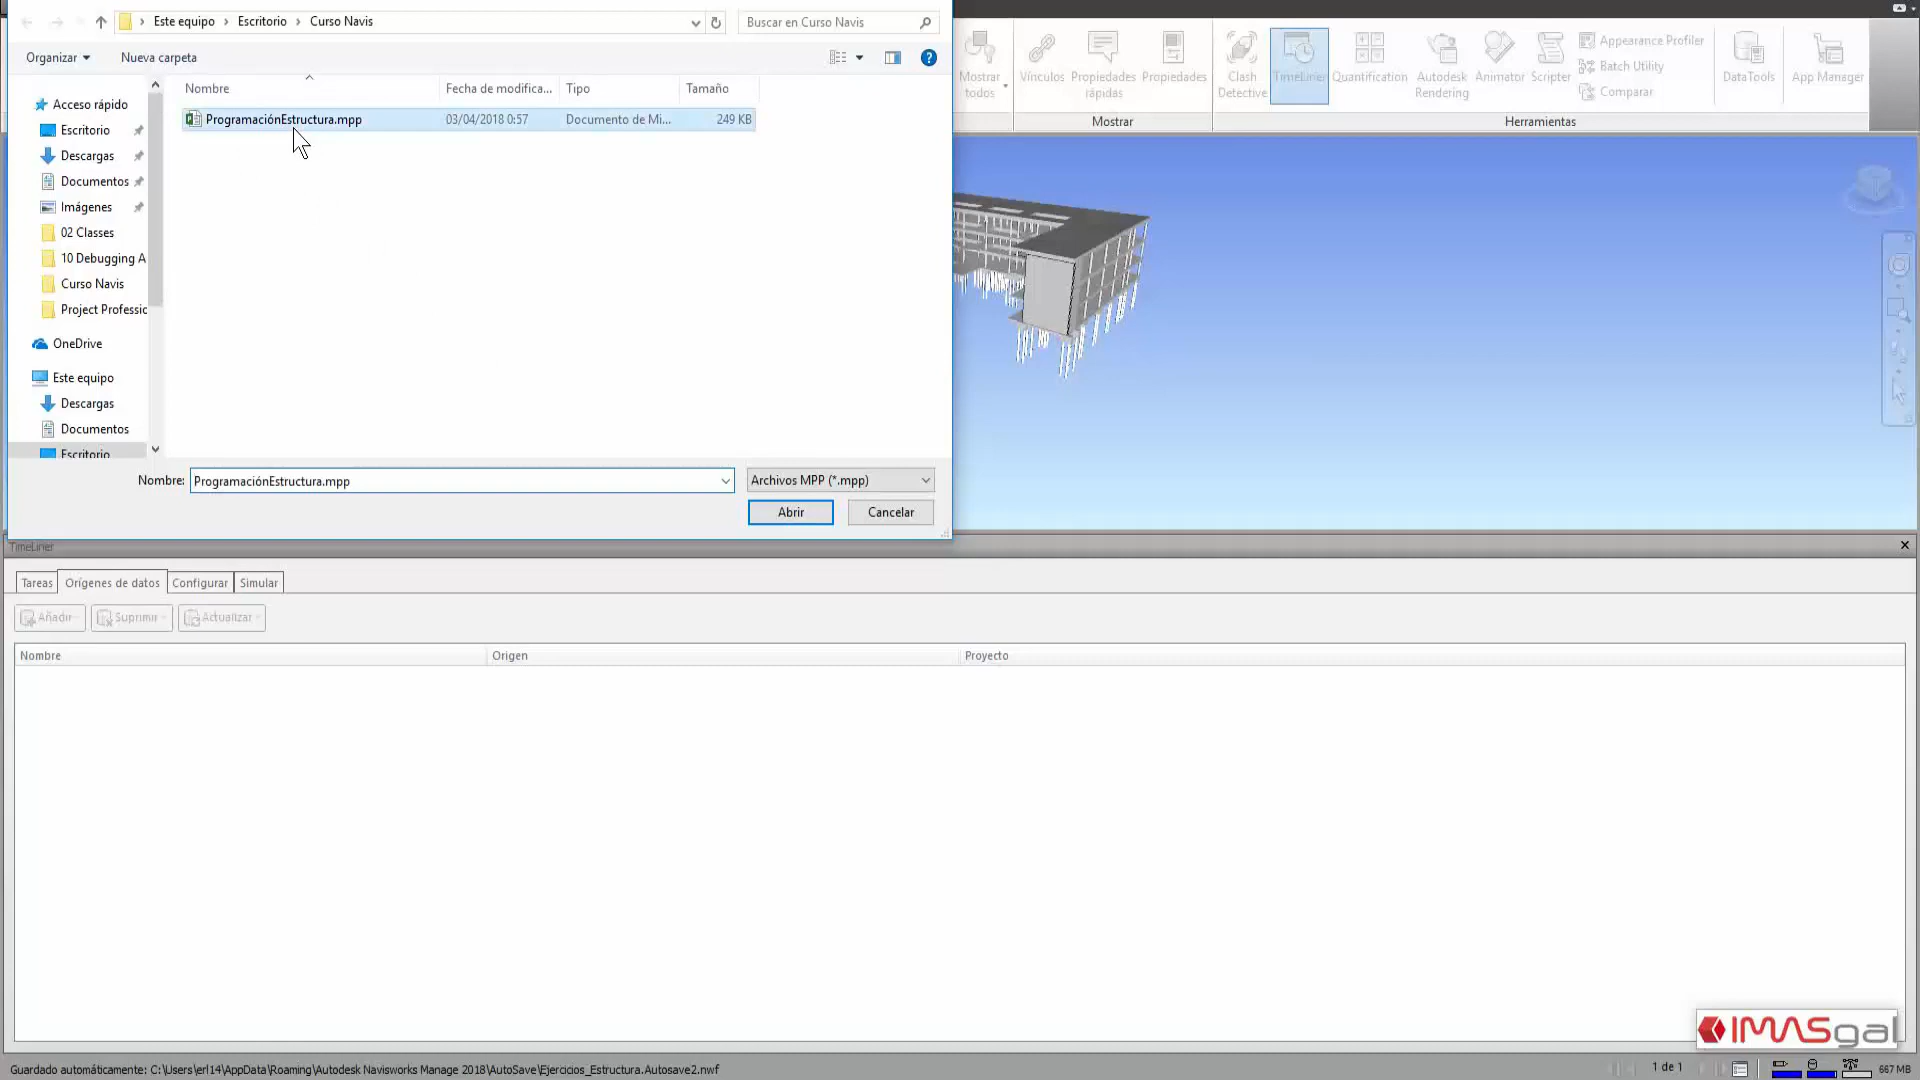 Este equipo > Escritorio > Curso Navis
Buscar en Curso Navis
Organizar
Nueva carpeta
Nombre
Fecha de modifica...
Tipo
Tamaño
ProgramaciónEstructura.mpp
03/04/2018 0:57
Documento de Mi...
249 KB
Acceso rápido
Escritorio
Descargas
Documentos
Imágenes
02 Classes
10 Debugging A
Curso Navis
Project Professic
OneDrive
Este equipo
Descargas
Documentos
Escritorio
Nombre:
ProgramaciónEstructura.mpp
Archivos MPP (*.mpp)
Abrir
Cancelar
Mostrar todos
Vínculos
Propiedades rápidas
Propiedades
Mostrar
Clash Detective
TimeLiner
Quantification
Autodesk Rendering
Animator
Scripter
Appearance Profiler
Batch Utility
Comparar
DataTools
App Manager
Herramientas
TimeLiner
Tareas
Orígenes de datos
Configurar
Simular
Añadir
Suprimir
Actualizar
Nombre
Origen
Proyecto
IMASgal
Guardado automáticamente: C:\Users\erl14\AppData\Roaming\Autodesk Navisworks Manage 2018\AutoSave\Ejercicios_Estructura.Autosave2.nwf
1 de 1
667 MB